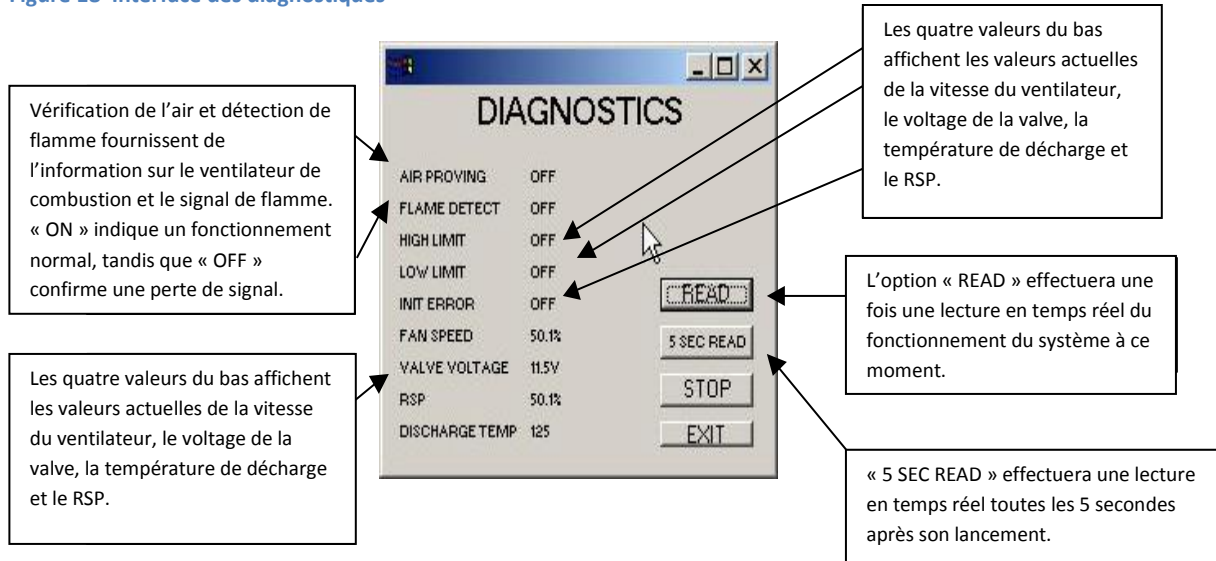 Figure 18 Interface des diagnostiques
Vérification de l’air et détection de
flamme fournissent de
l’information sur le ventilateur de
combustion et le signal de flamme.
« ON » indique un fonctionnement
normal, tandis que « OFF »
confirme une perte de signal.
Les quatre valeurs du bas affichent
les valeurs actuelles de la vitesse
du ventilateur, le voltage de la
valve, la température de décharge
et le RSP.
DIAGNOSTICS
AIR PROVING OFF
FLAME DETECT OFF
HIGH LIMIT OFF
LOW LIMIT OFF
INIT ERROR OFF
FAN SPEED 50.1%
VALVE VOLTAGE 11.5V
RSP 50.1%
DISCHARGE TEMP 125
READ
5 SEC READ
STOP
EXIT
Les quatre valeurs du bas
affichent les valeurs actuelles
de la vitesse du ventilateur,
le voltage de la valve, la
température de décharge et
le RSP.
L’option « READ » effectuera une
fois une lecture en temps réel du
fonctionnement du système à ce
moment.
« 5 SEC READ » effectuera une lecture
en temps réel toutes les 5 secondes
après son lancement.